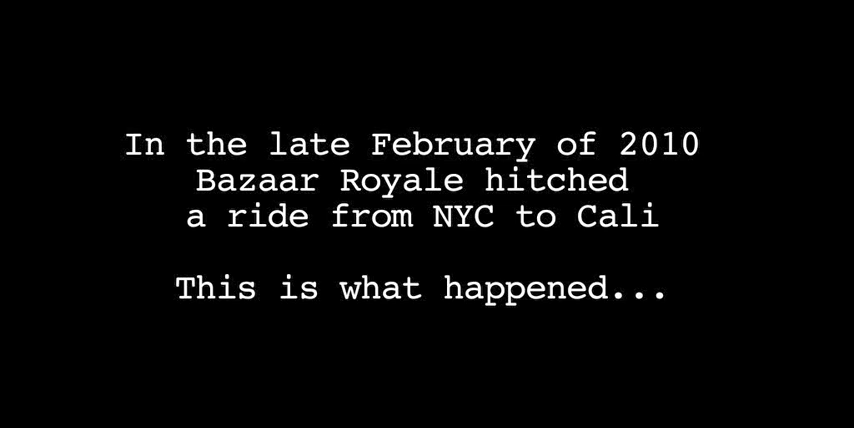 In the late February of 2010
Bazaar Royale hitched
a ride from NYC to Cali
This is what happened...